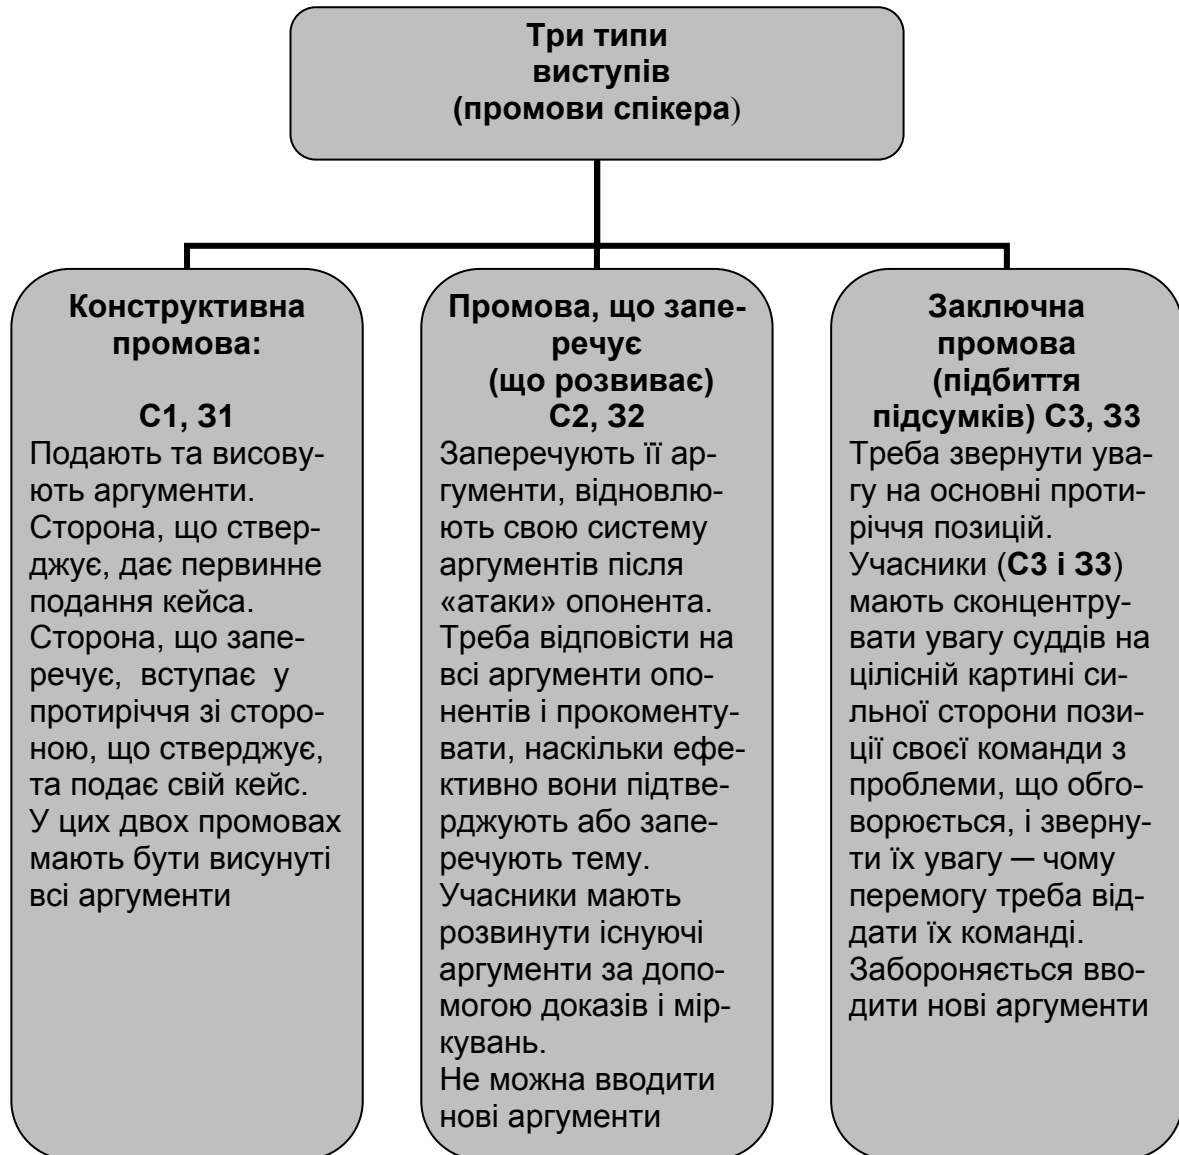 Три типи
виступів
(промови спікера)
Конструктивна
промова:
С1, З1
Подають та висову-
ють аргументи.
Сторона, що ствер-
джує, дає первинне
подання кейса.
Сторона, що запе-
речує, вступає у
протиріччя зі сторо-
ною, що стверджує,
та подає свій кейс.
У цих двох промовах
мають бути висунуті
всі аргументи
Промова, що запе-
речує
(що розвиває)
С2, З2
Заперечують її ар-
гументи, відновлю-
ють свою систему
аргументів після
«атаки» опонента.
Треба відповісти на
всі аргументи опо-
нентів і прокоменту-
вати, наскільки ефе-
ктивно вони підтве-
рджують або запе-
речують тему.
Учасники мають
розвинути існуючі
аргументи за допо-
могою доказів і мір-
кувань.
Не можна вводити
нові аргументи
Заключна
промова
(підбиття
підсумків) С3, З3
Треба звернути ува-
гу на основні проти-
річчя позицій.
Учасники (С3 і З3)
мають сконцентру-
вати увагу суддів на
цілісній картині си-
льної сторони пози-
ції своєї команди з
проблеми, що обго-
ворюється, і зверну-
ти їх увагу ─ чому
перемогу треба від-
дати їх команді.
Забороняється вво-
дити нові аргументи